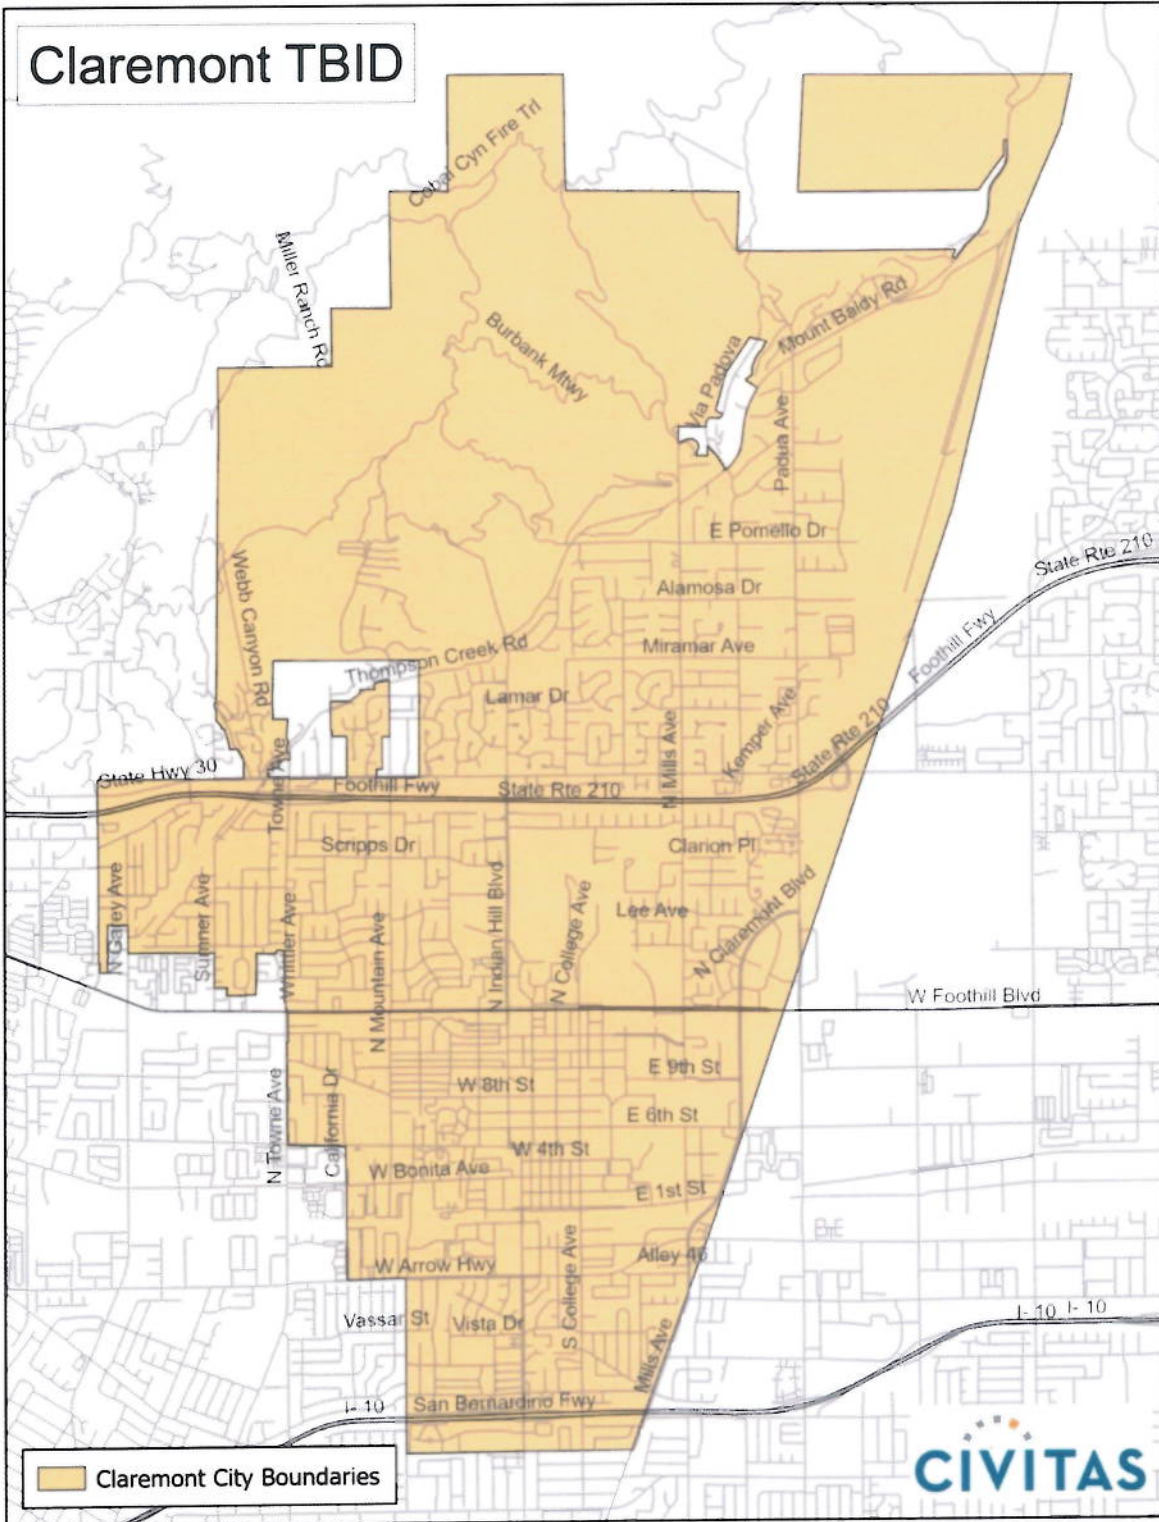 Claremont TBID
Cobal Cyn Fire Trl
Miller Ranch Rd
Burbank Mtwy
Via Padova
Mount Baldy Rd
Padua Ave
E Pomello Dr
State Rte 210
Webb Canyon Rd
Alamosa Dr
Foothill Fwy
Thompson Creek Rd
Miramar Ave
Lamar Dr
N Mills Ave
Kemper Ave
State Rte 210
State Hwy 30
Towne Ave
Foothill Fwy
State Rte 210
Scripps Dr
Clarion Pl
N Garey Ave
Sumner Ave
Whittier Ave
N Mountain Ave
N Indian Hill Blvd
N College Ave
Lee Ave
N Claremont Blvd
W Foothill Blvd
N Towne Ave
California Dr
W 8th St
E 9th St
E 6th St
W 4th St
W Bonita Ave
E 1st St
W Arrow Hwy
S College Ave
Alley 46
Vassar St
Vista Dr
Mills Ave
I- 10
I- 10
I- 10
San Bernardino Fwy
Claremont City Boundaries
CIVITAS